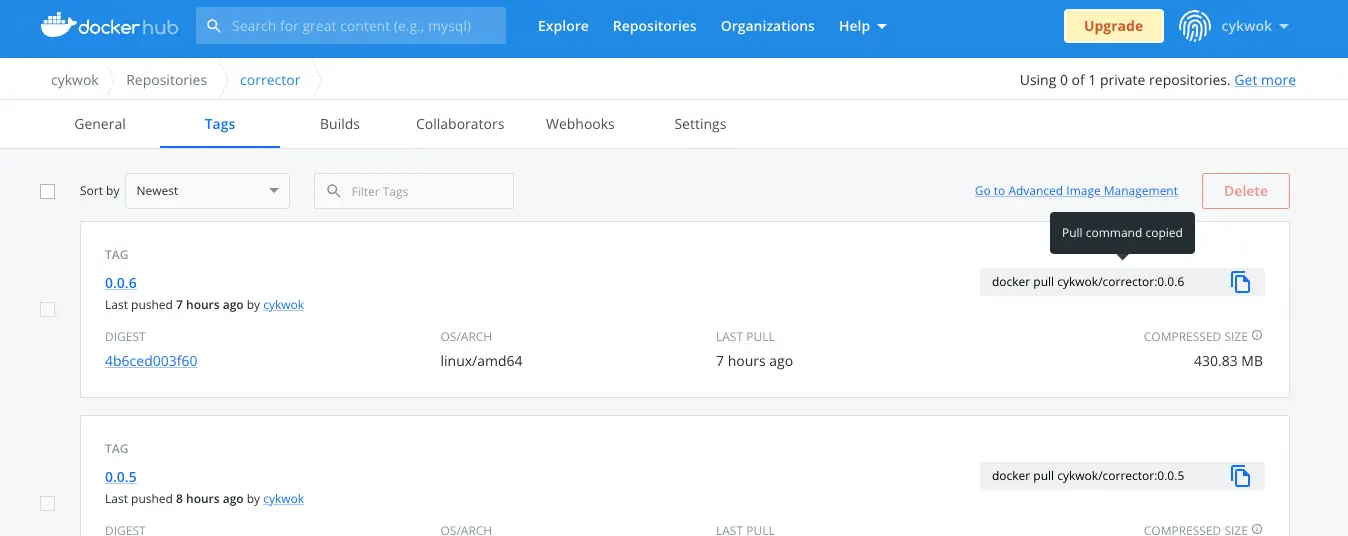 docker hub Search for great content (e.g., mysql) Explore Repositories Organizations Help Upgrade cykwok
cykwok Repositories corrector Using 0 of 1 private repositories. Get more
General Tags Builds Collaborators Webhooks Settings
Sort by Newest Filter Tags Go to Advanced Image Management Delete
Pull command copied
TAG
0.0.6 docker pull cykwok/corrector:0.0.6
Last pushed 7 hours ago by cykwok
DIGEST OS/ARCH LAST PULL COMPRESSED SIZE
4b6ced003f60 linux/amd64 7 hours ago 430.83 MB
TAG
0.0.5 docker pull cykwok/corrector:0.0.5
Last pushed 8 hours ago by cykwok
DIGEST OS/ARCH LAST PULL COMPRESSED SIZE